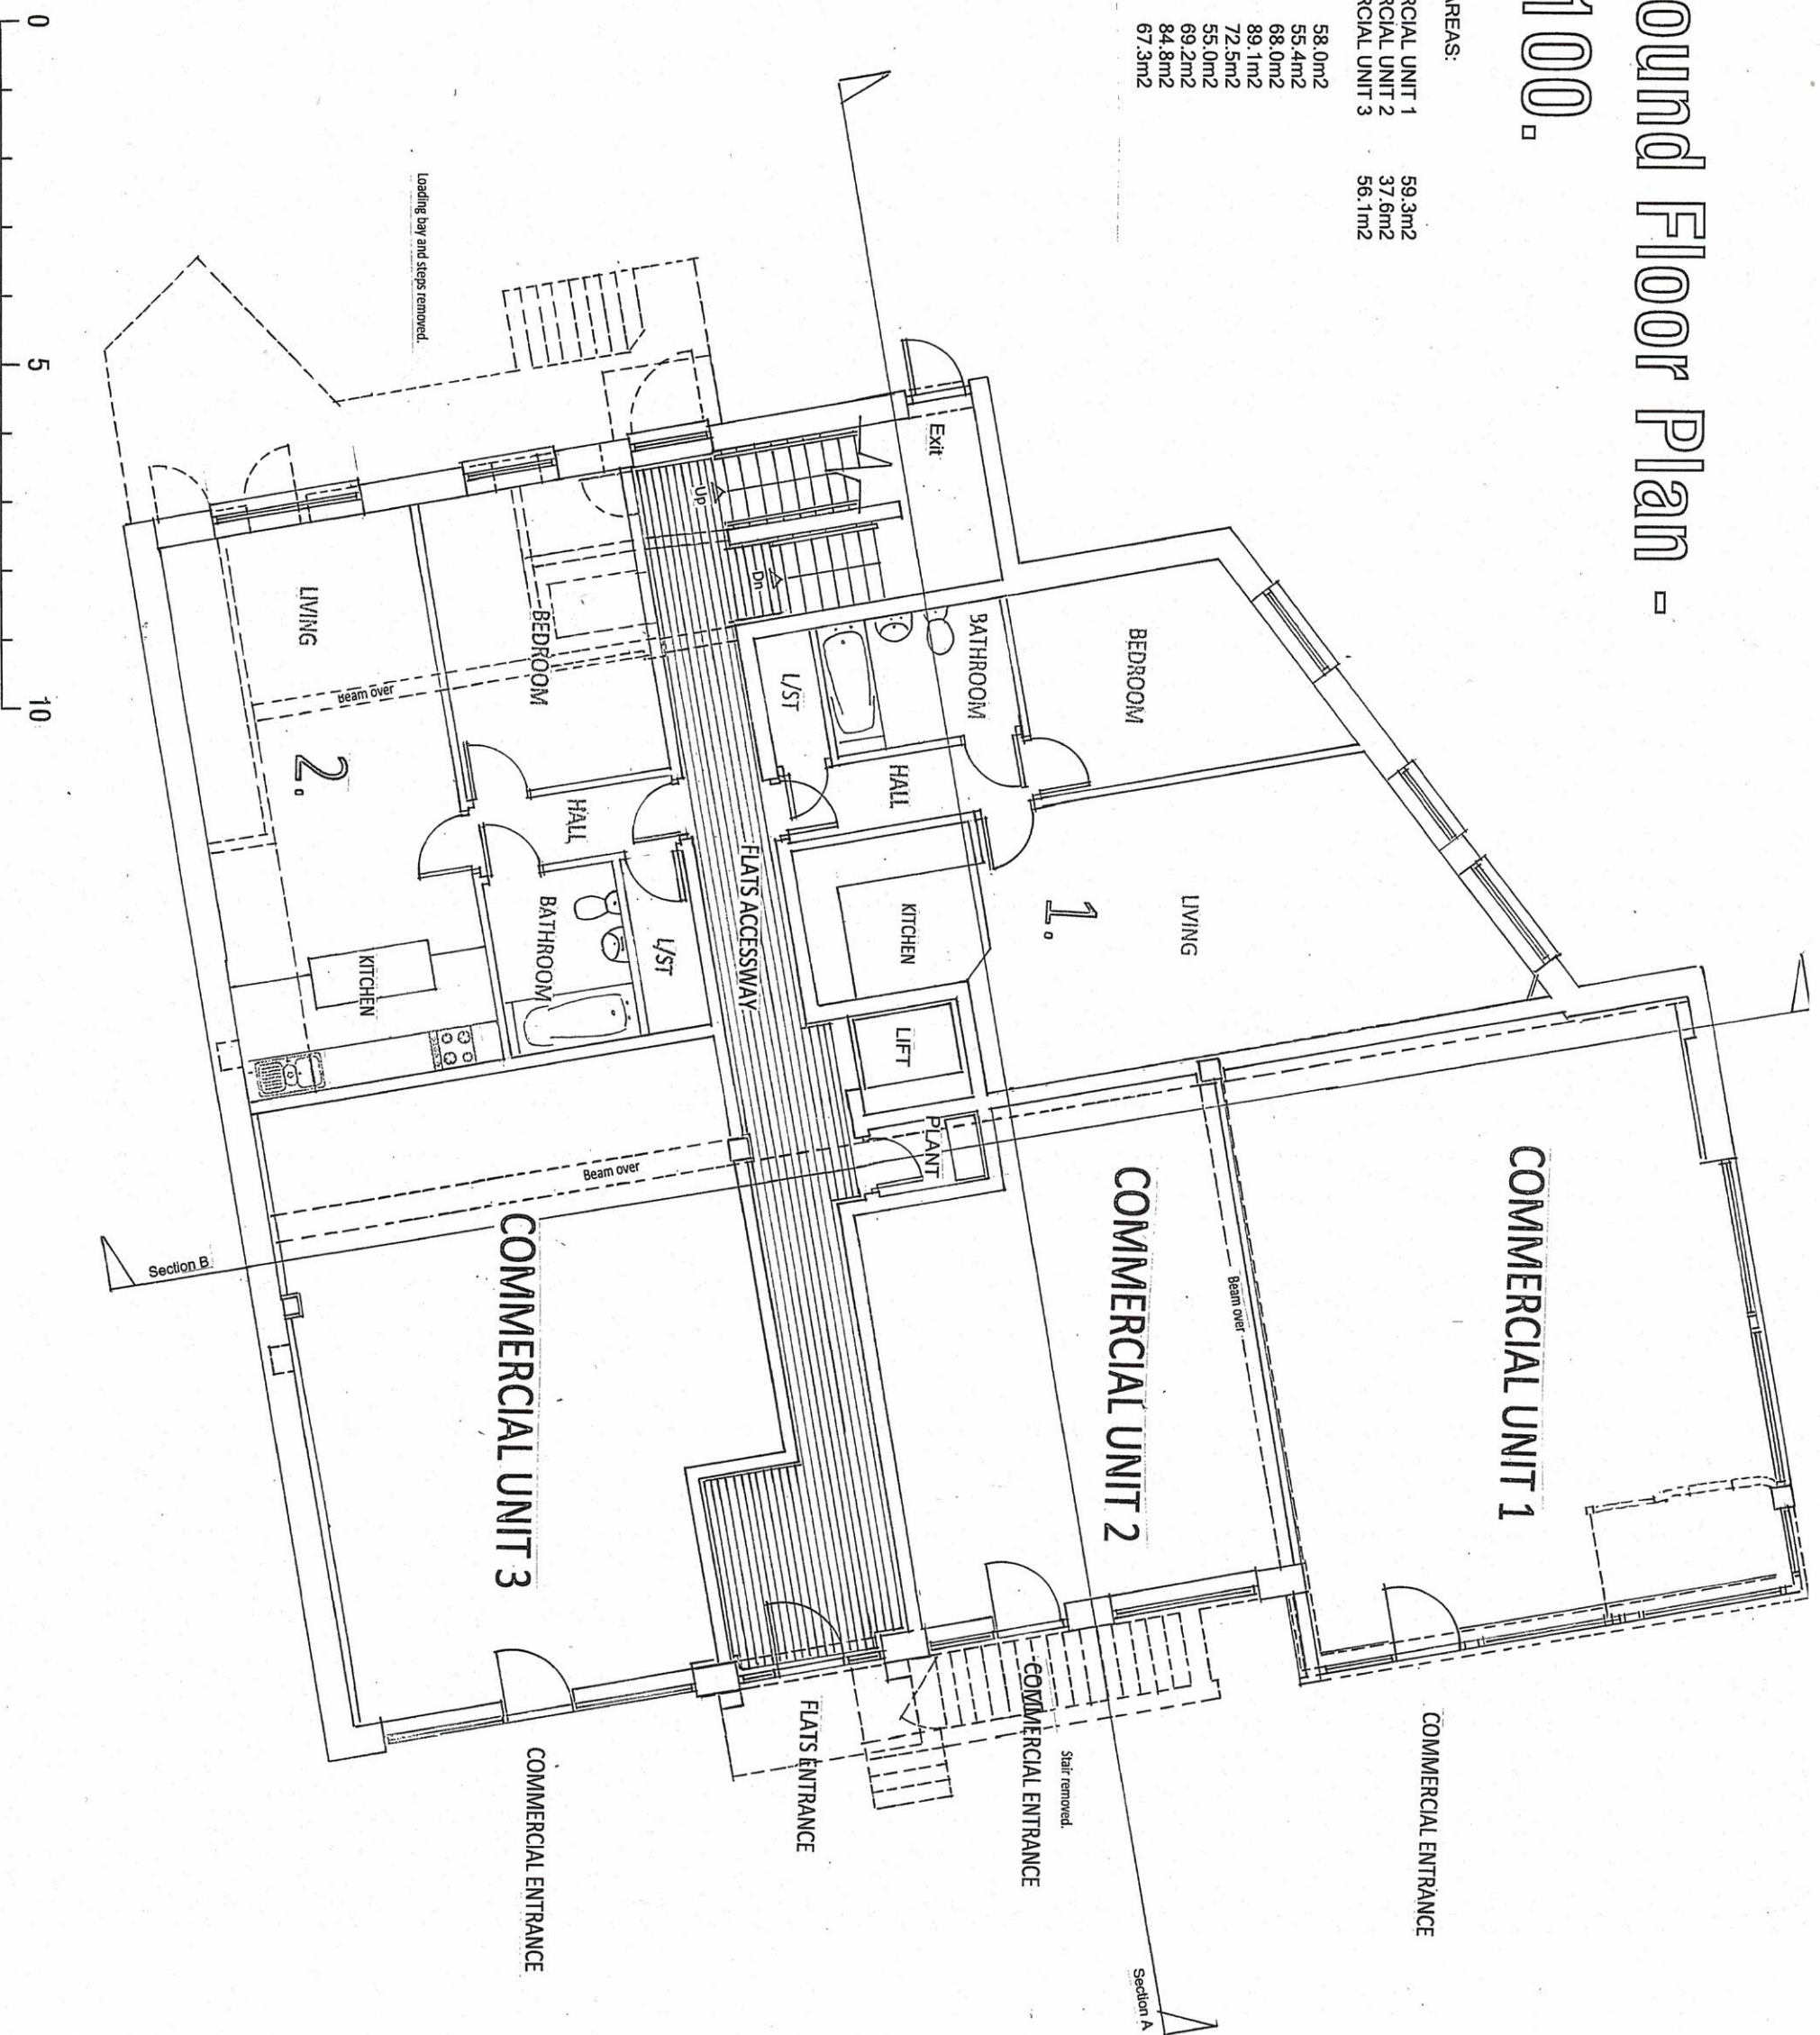 ound Floor Plan -
100.
AREAS:
RCIAL UNIT 1 59.3m2
RCIAL UNIT 2 37.6m2
RCIAL UNIT 3 56.1m2
58.0m2
55.4m2
68.0m2
89.1m2
72.5m2
55.0m2
69.2m2
84.8m2
67.3m2
COMMERCIAL UNIT 1
COMMERCIAL ENTRANCE
Beam over
COMMERCIAL UNIT 2
Section A
Stair removed.
COMMERCIAL ENTRANCE
BEDROOM
LIVING
1.
BATHROOM
Exit
HALL
KITCHEN
LIFT
PLANT
L/ST
Up
Dn
FLATS ACCESSWAY
FLATS ENTRANCE
L/ST
HALL
BEDROOM
BATHROOM
Beam over
COMMERCIAL UNIT 3
COMMERCIAL ENTRANCE
Loading bay and steps removed.
LIVING
2.
Beam over
KITCHEN
Section B
0 5 10